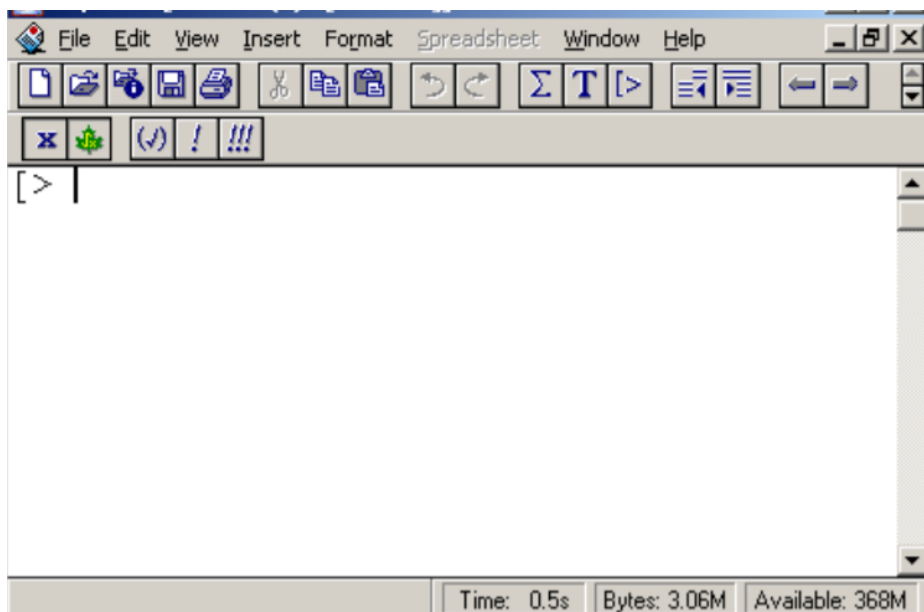 File Edit View Insert Format Spreadsheet Window Help
Σ T [>
x (√) ! !!!
[>
Time: 0.5s Bytes: 3.06M Available: 368M